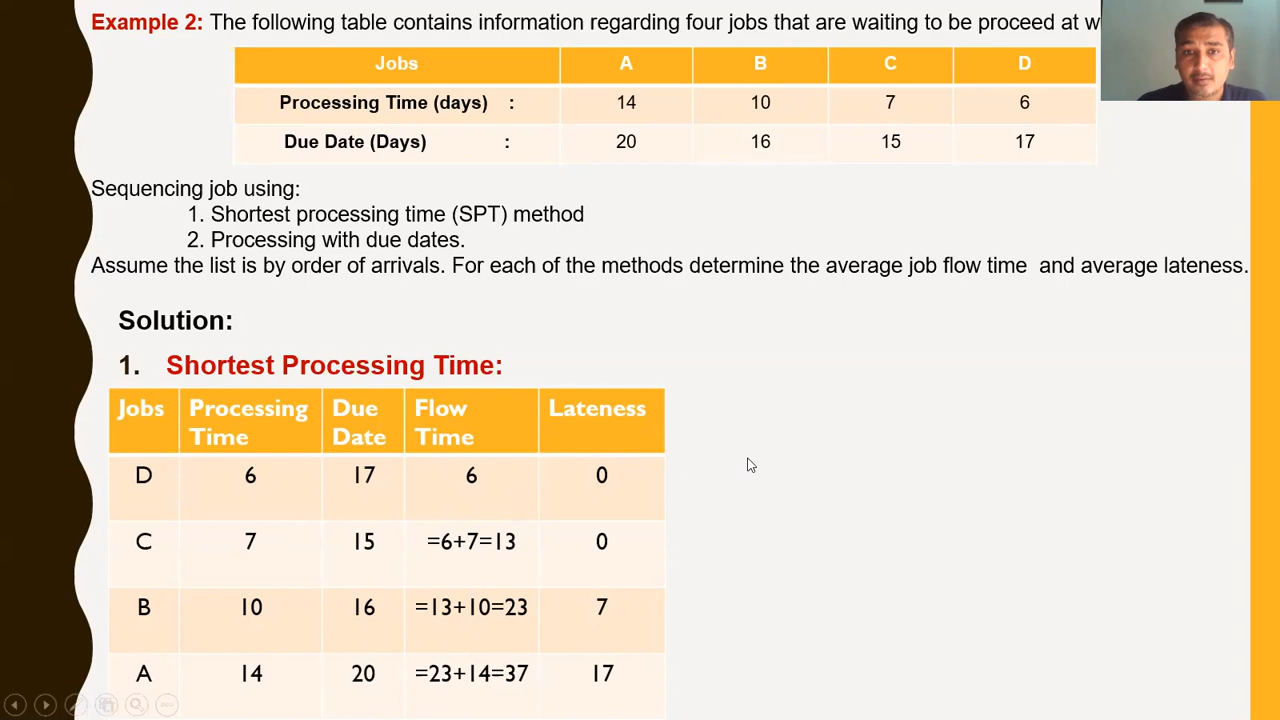 Example 2: The following table contains information regarding four jobs that are waiting to be proceed at w
Jobs A B C D
Processing Time (days) : 14 10 7 6
Due Date (Days) : 20 16 15 17
Sequencing job using:
1. Shortest processing time (SPT) method
2. Processing with due dates.
Assume the list is by order of arrivals. For each of the methods determine the average job flow time and average lateness.
Solution:
1. Shortest Processing Time:
Jobs Processing Time Due Date Flow Time Lateness
D 6 17 6 0
C 7 15 =6+7=13 0
B 10 16 =13+10=23 7
A 14 20 =23+14=37 17